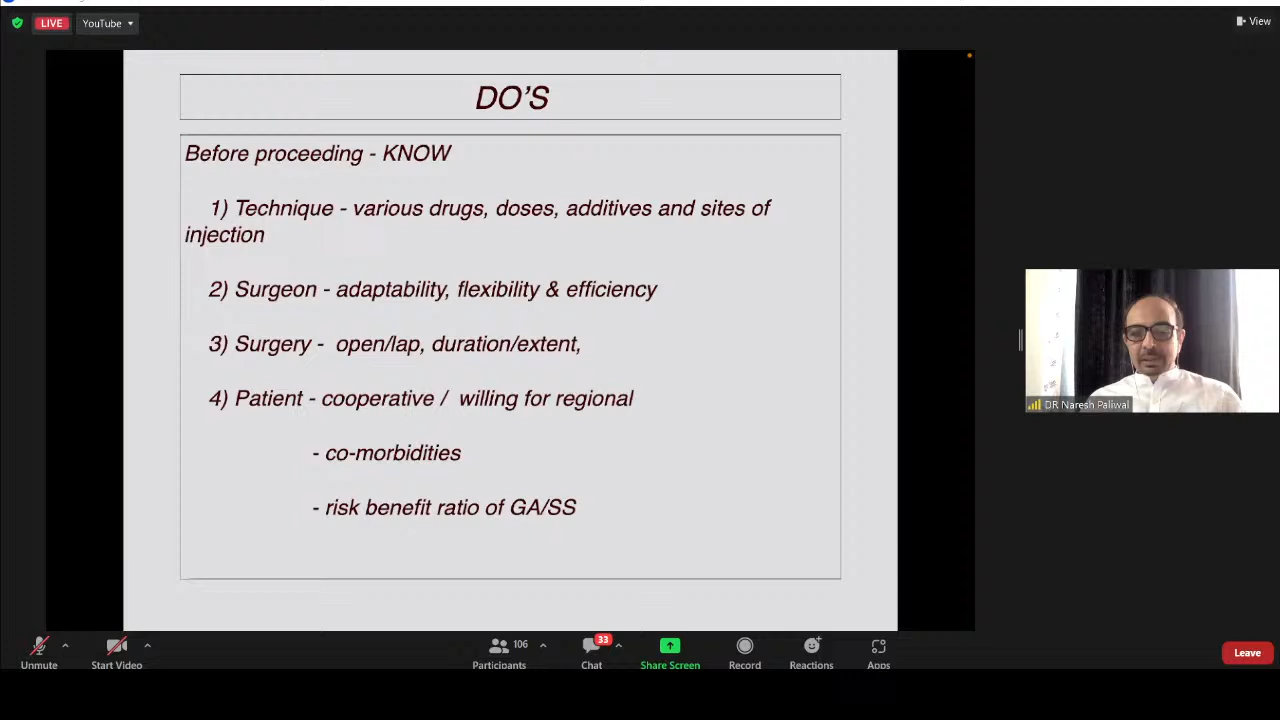 LIVE
YouTube
View
DO'S
Before proceeding - KNOW
1) Technique - various drugs, doses, additives and sites of
injection
2) Surgeon - adaptability, flexibility & efficiency
3) Surgery - open/lap, duration/extent,
4) Patient - cooperative / willing for regional
- co-morbidities
- risk benefit ratio of GA/SS
DR Naresh Paliwal
106
33
Unmute
Start Video
Participants
Chat
Share Screen
Record
Reactions
Apps
Leave